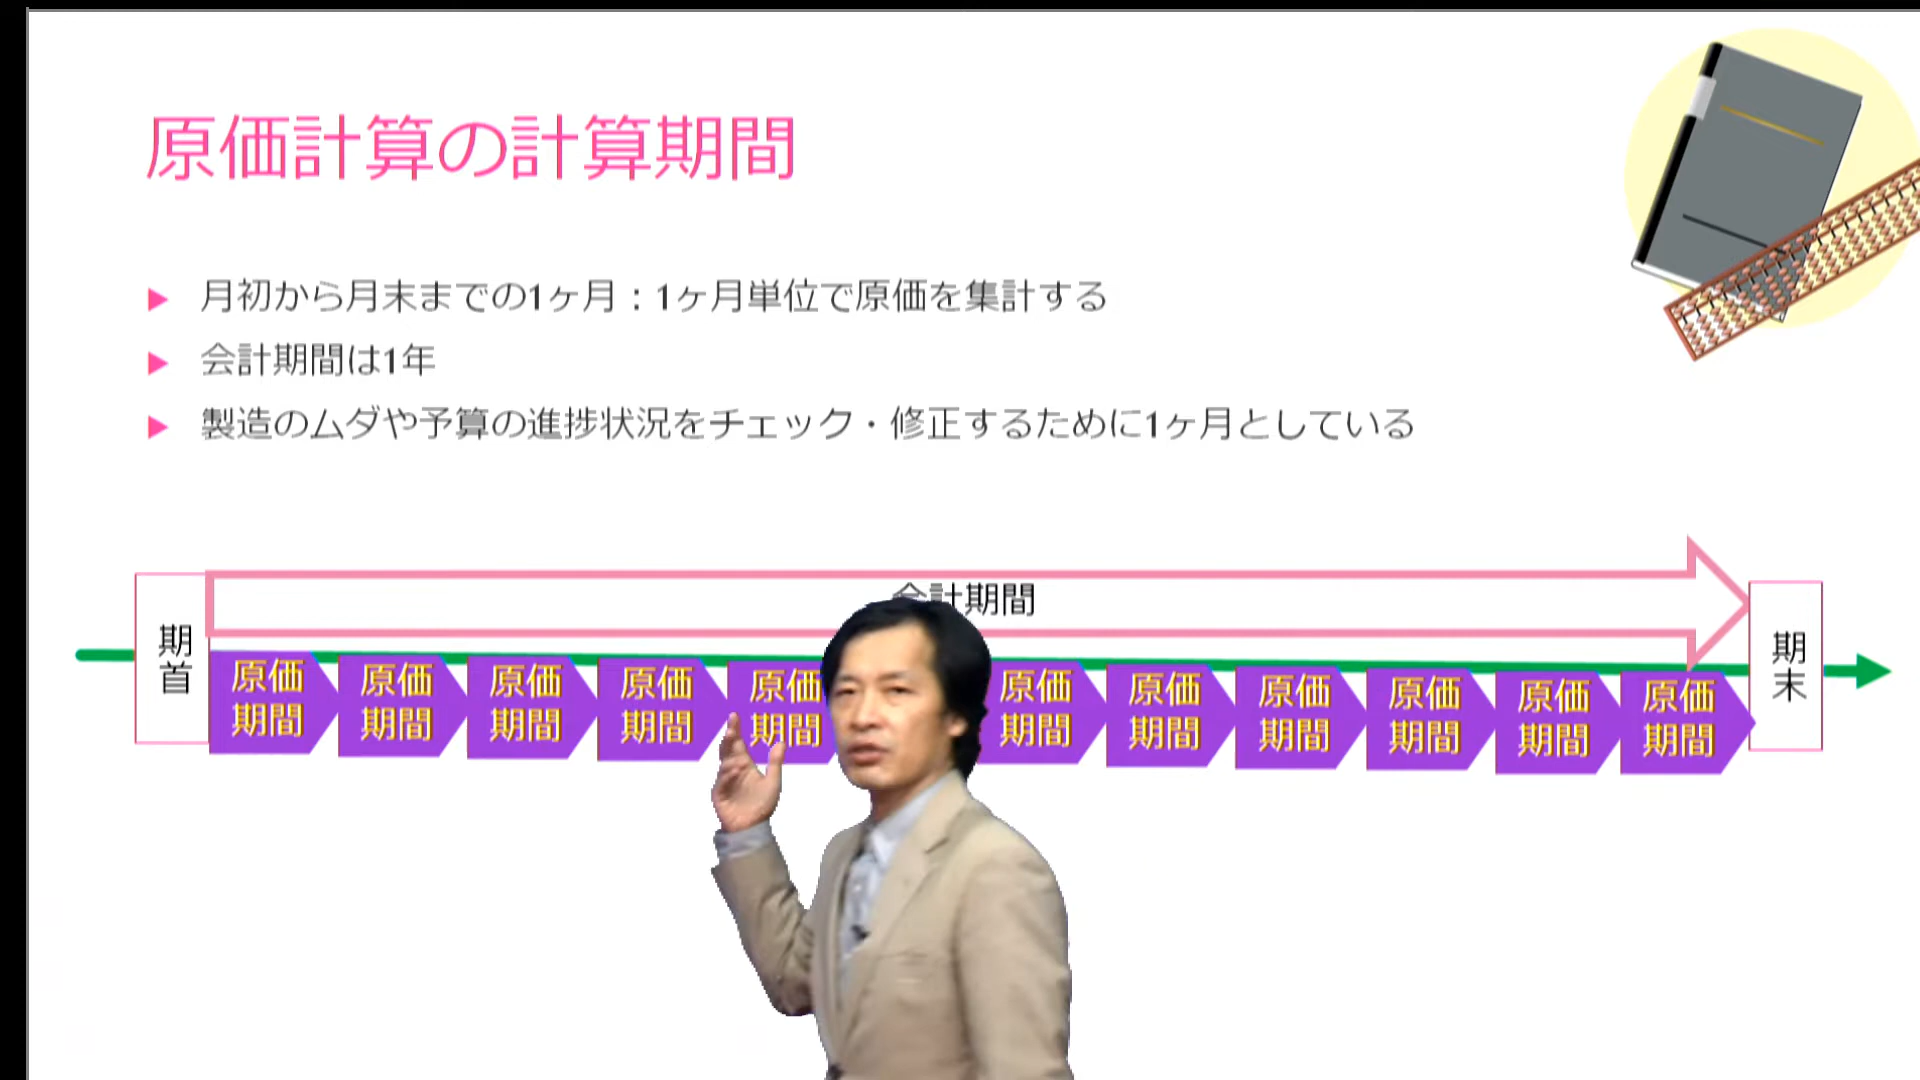 原価計算の計算期間
月初から月末までの1ヶ月：1ヶ月単位で原価を集計する
会計期間は1年
製造のムダや予算の進捗状況をチェック・修正するために1ヶ月としている
会計期間
期首
原価期間
原価期間
原価期間
原価期間
原価期間
原価期間
原価期間
原価期間
原価期間
原価期間
原価期間
期末